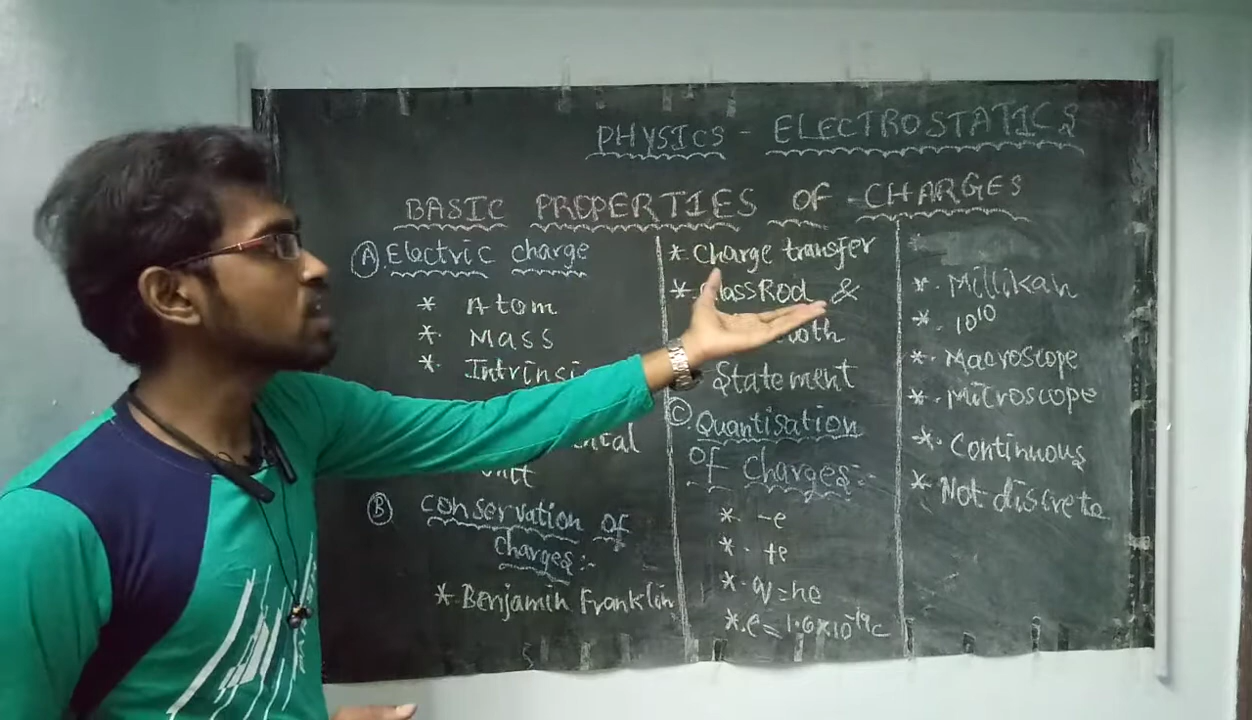 PHYSICS - ELECTROSTATICS
BASIC PROPERTIES OF CHARGES
Ⓐ Electric charge
* Atom
* Mass
* Intrinsi
unit
Ⓑ conservation of
charges:-
* Benjamin Franklin
* Charge transfer
* Glass Rod &
Statement
Ⓒ Quantisation
of Charges:-
*. -e
*. +e
*. q=ne
*. e=1.6×10⁻¹⁹C
*. Millikan
*. 10¹⁰
*. Macroscope
*. Microscope
*. Continuous
* Not discrete